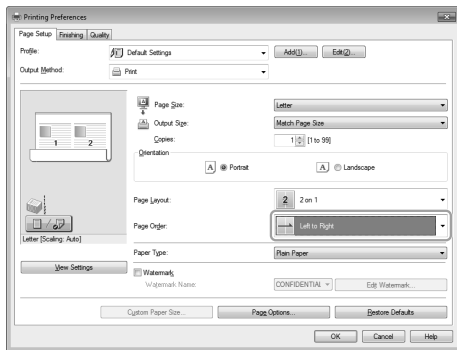 Printing Preferences
Page Setup Finishing Quality
Profile: Default Settings Add(1)... Edit(2)...
Output Method: Print
Page Size: Letter
Output Size: Match Page Size
Copies: 1 [1 to 99]
Orientation
A Portrait A Landscape
1 2
Page Layout: 2 2 on 1
Page Order: Left to Right
Letter [Scaling: Auto]
Paper Type: Plain Paper
View Settings
Watermark
Watermark Name: CONFIDENTIAL Edit Watermark...
Custom Paper Size... Page Options... Restore Defaults
OK Cancel Help